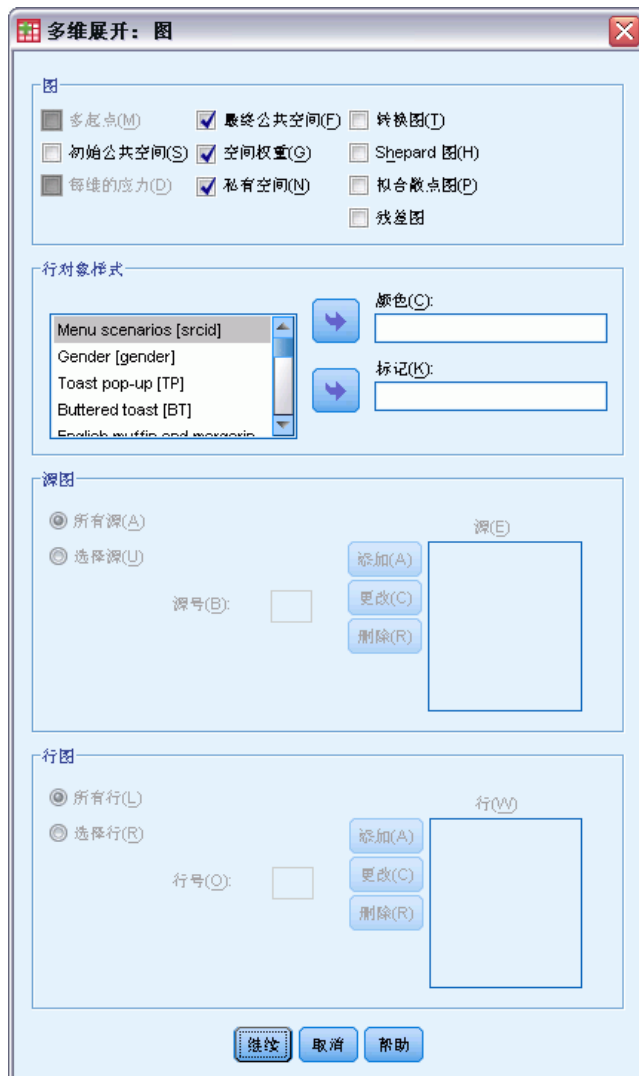 多维展开: 图
图
多起点(M)
最终公共空间(F)
转换图(T)
初始公共空间(S)
空间权重(G)
Shepard 图(H)
每维的应力(D)
私有空间(N)
拟合散点图(P)
残差图
行对象样式
Menu scenarios [srcid]
Gender [gender]
Toast pop-up [TP]
Buttered toast [BT]
English muffin and margarin
颜色(C):
标记(K):
源图
所有源(A)
选择源(U)
源号(B):
源(E)
添加(A)
更改(C)
删除(R)
行图
所有行(L)
选择行(R)
行号(O):
行(W)
添加(A)
更改(C)
删除(R)
继续
取消
帮助